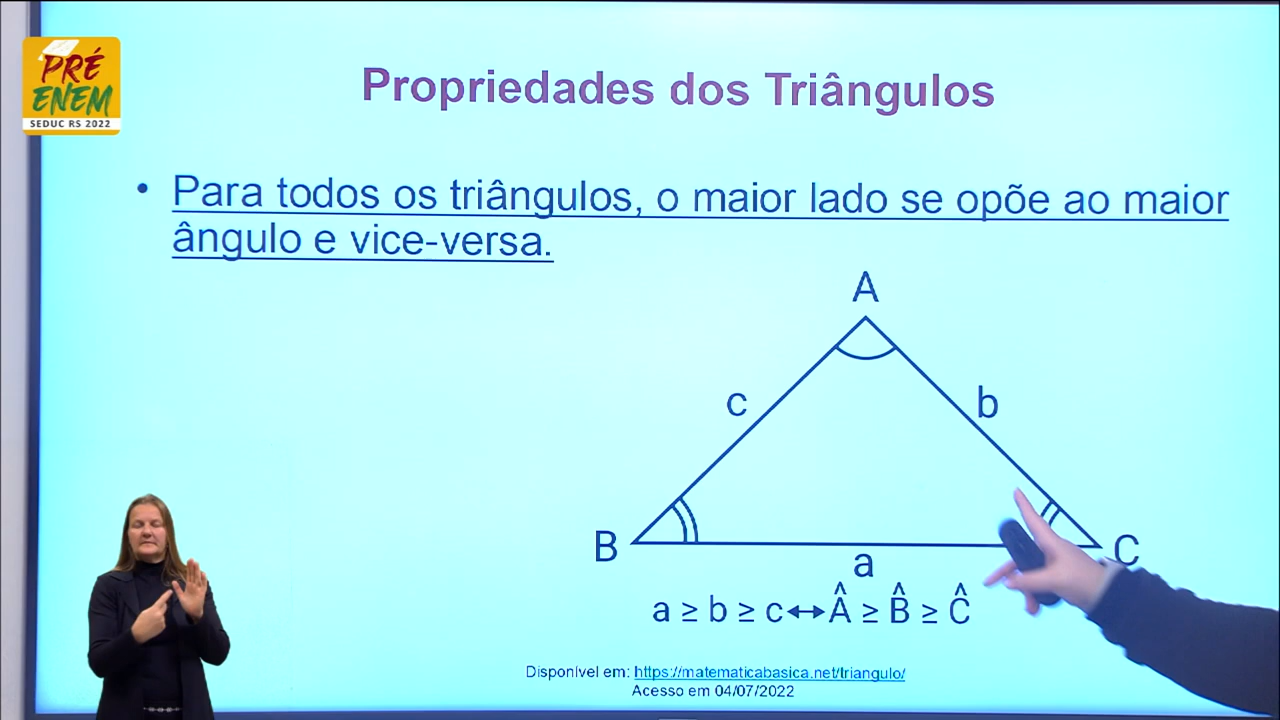 PRÉ
ENEM
SEDUC RS 2022
Propriedades dos Triângulos
• Para todos os triângulos, o maior lado se opõe ao maior
ângulo e vice-versa.
A
c
b
B
C
a
a ≥ b ≥ c↔Â ≥ B̂ ≥ Ĉ
Disponível em: https://matematicabasica.net/triangulo/
Acesso em 04/07/2022